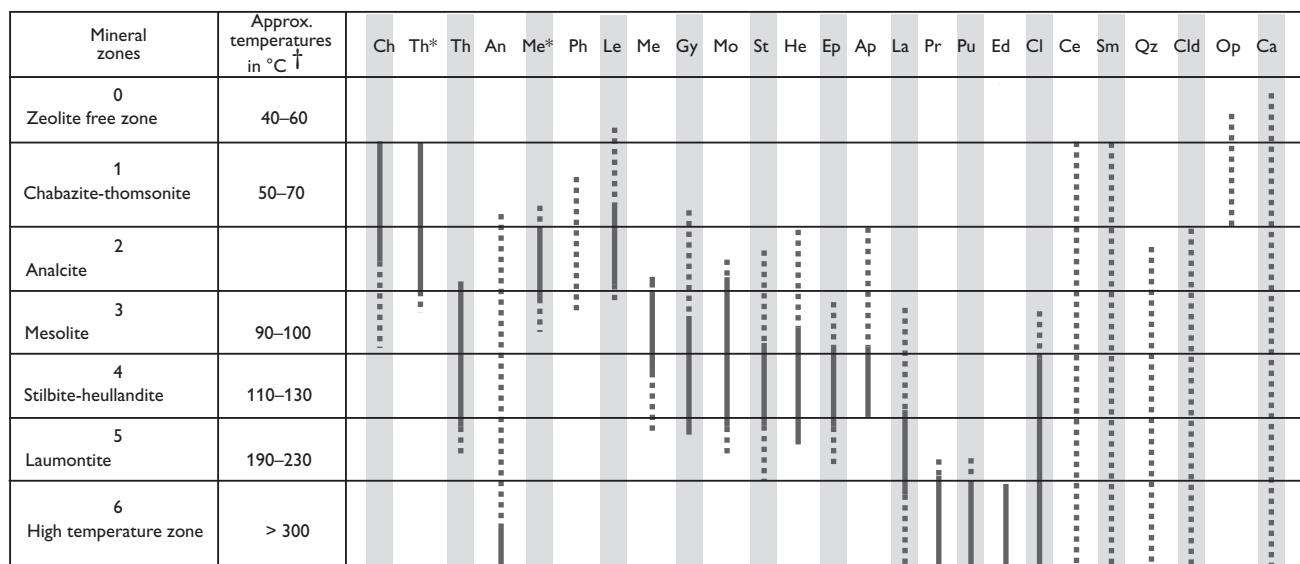 Mineral
zones
Approx.
temperatures
in °C †
Ch Th* Th An Me* Ph Le Me Gy Mo St He Ep Ap La Pr Pu Ed Cl Ce Sm Qz Cld Op Ca
0
Zeolite free zone
40–60
1
Chabazite-thomsonite
50–70
2
Analcite
3
Mesolite
90–100
4
Stilbite-heullandite
110–130
5
Laumontite
190–230
6
High temperature zone
> 300